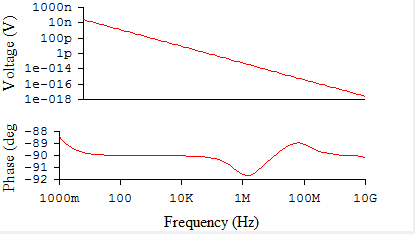 1000n
10n
100p
1p
1e-014
1e-016
1e-018
Voltage (V)
-88
-89
-90
-91
-92
Phase (deg
1000m 100 10K 1M 100M 10G
Frequency (Hz)